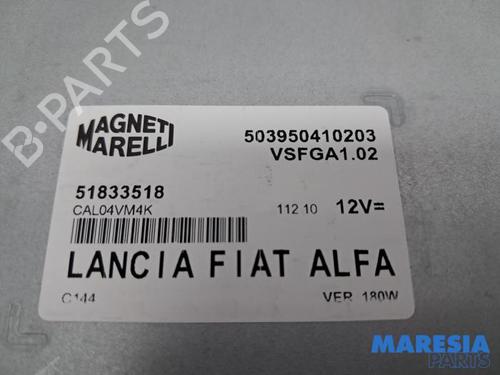 MAGNETI
MARELLI
503950410203
VSFGA1.02
51833518
CAL04VM4K
112 10 12V=
LANCIA FIAT ALFA
C144
VER 180W
B-PARTS
MARESIA
PARTS